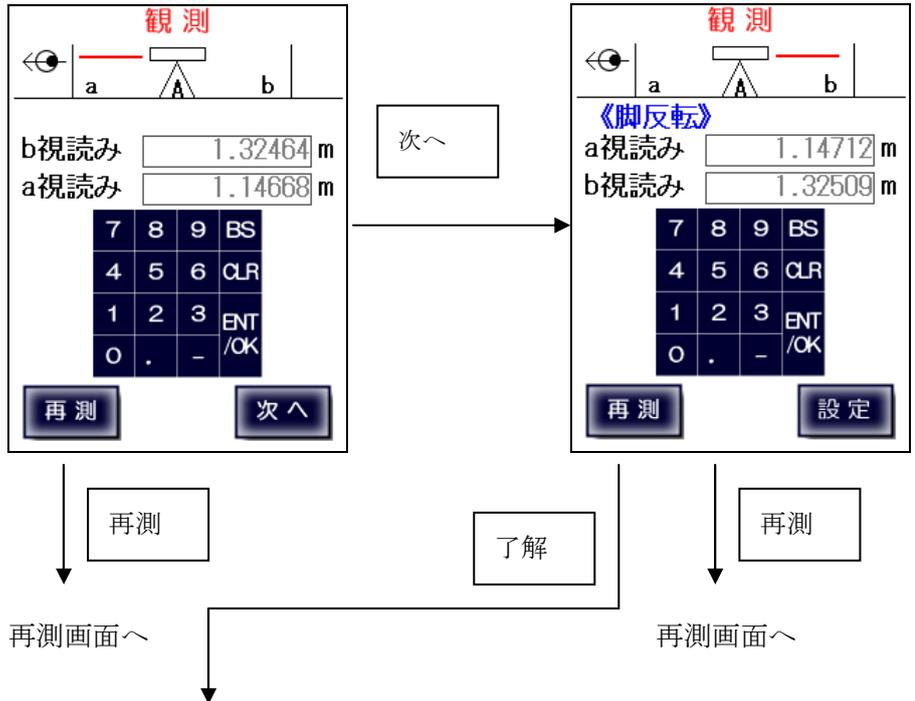 観測
a A b
b視読み 1.32464 m
a視読み 1.14668 m
7 8 9 BS
4 5 6 CLR
1 2 3 ENT/OK
0 . -
再測 次へ
次へ
観測
a A b
《脚反転》
a視読み 1.14712 m
b視読み 1.32509 m
7 8 9 BS
4 5 6 CLR
1 2 3 ENT/OK
0 . -
再測 設定
再測
了解
再測
再測画面へ
再測画面へ